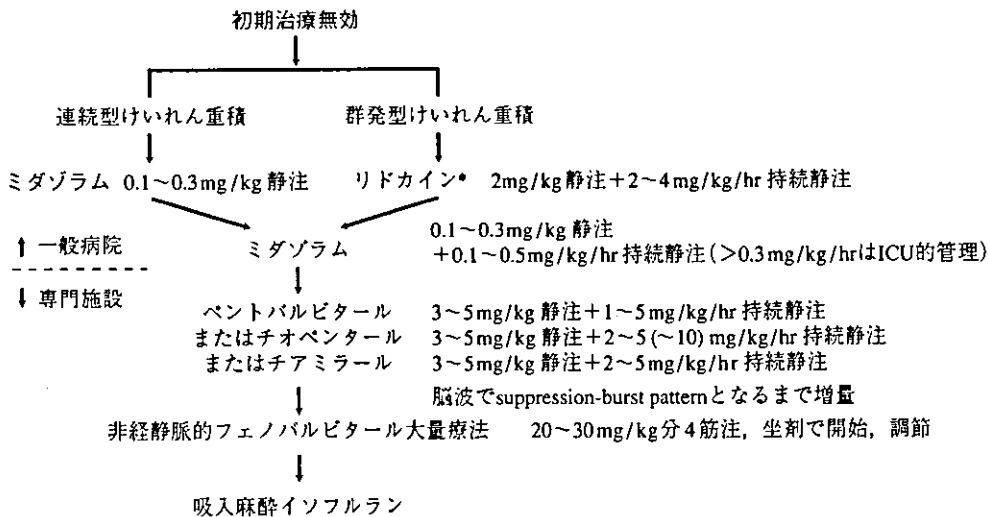 初期治療無効
連続型けいれん重積 群発型けいれん重積
ミダゾラム 0.1~0.3mg/kg 静注 リドカイン* 2mg/kg 静注+2~4mg/kg/hr 持続静注
0.1~0.3mg/kg 静注
↑ 一般病院 ミダゾラム +0.1~0.5mg/kg/hr 持続静注(>0.3mg/kg/hrはICU的管理)
↓ 専門施設
ペントバルビタール 3~5mg/kg 静注+1~5mg/kg/hr 持続静注
またはチオペンタール 3~5mg/kg 静注+2~5(~10) mg/kg/hr 持続静注
またはチアミラール 3~5mg/kg 静注+2~5mg/kg/hr 持続静注
脳波でsuppression-burst patternとなるまで増量
非経静脈的フェノバルビタール大量療法 20~30mg/kg分4筋注, 坐剤で開始, 調節
吸入麻酔イソフルラン